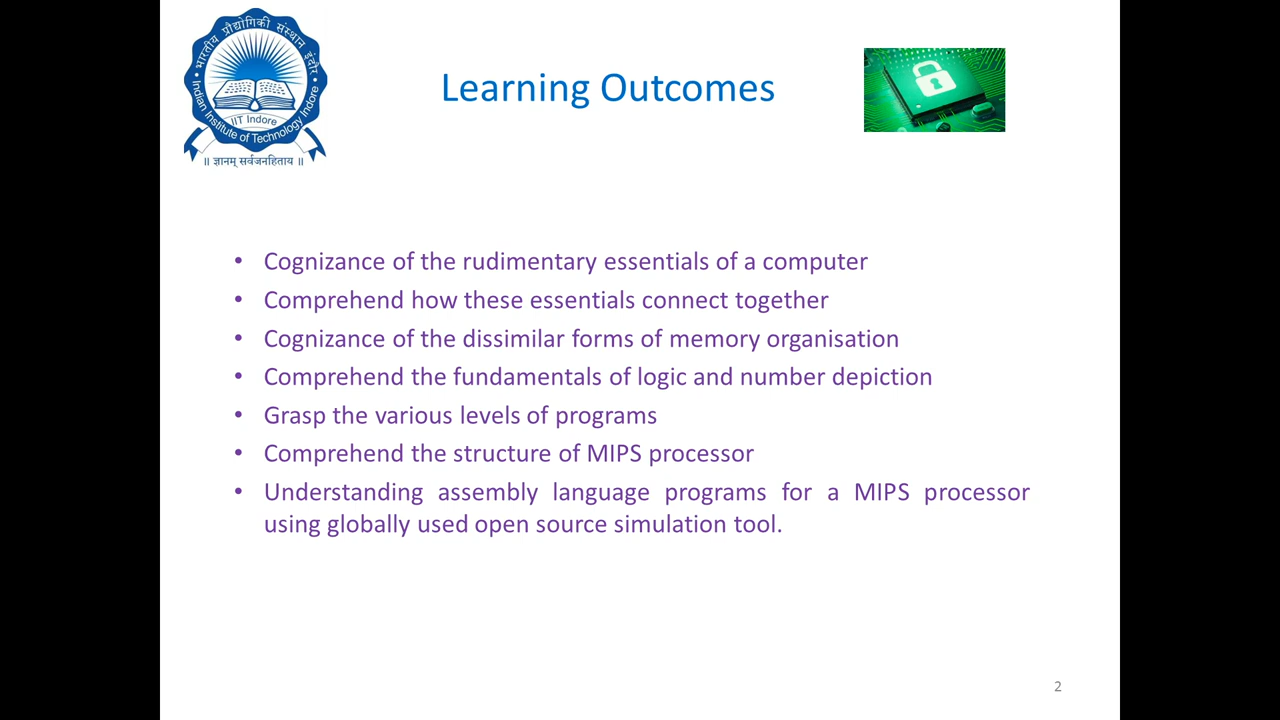 भारतीय प्रौद्योगिकी संस्थान इंदौर
Indian Institute of Technology Indore
IIT Indore
॥ ज्ञानम् सर्वजनहिताय ॥
Learning Outcomes
• Cognizance of the rudimentary essentials of a computer
• Comprehend how these essentials connect together
• Cognizance of the dissimilar forms of memory organisation
• Comprehend the fundamentals of logic and number depiction
• Grasp the various levels of programs
• Comprehend the structure of MIPS processor
• Understanding assembly language programs for a MIPS processor
using globally used open source simulation tool.
2